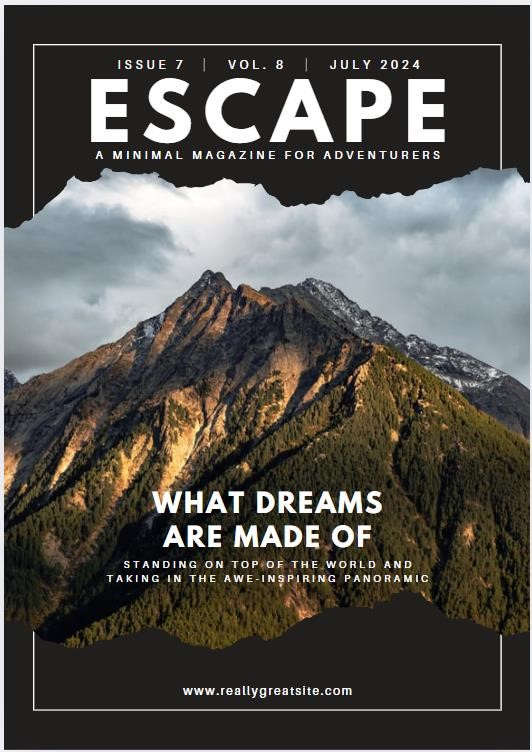 ISSUE 7 | VOL. 8 | JULY 2024
ESCAPE
A MINIMAL MAGAZINE FOR ADVENTURERS
WHAT DREAMS
ARE MADE OF
STANDING ON TOP OF THE WORLD AND
TAKING IN THE AWE-INSPIRING PANORAMIC
www.reallygreatsite.com